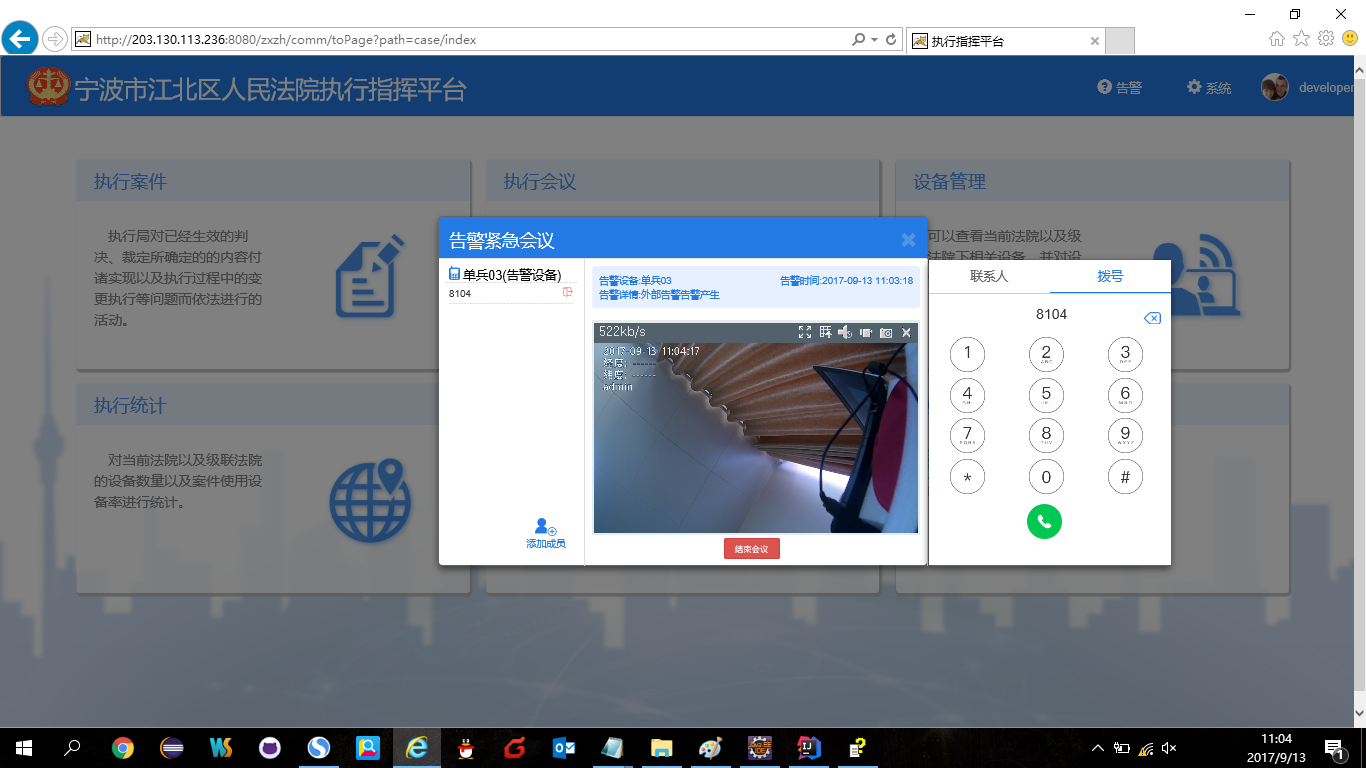 http://203.130.113.236:8080/zxzh/comm/toPage?path=case/index
执行指挥平台
宁波市江北区人民法院执行指挥平台
告警
系统
developer
执行案件
执行会议
设备管理
执行局对已经生效的判
决、裁定所确定的的内容付
诸实现以及执行过程中的变
更执行等问题而依法进行的
活动。
可以查看当前法院以及级
法院下相关设备，并对设
告警紧急会议
单兵03(告警设备)
8104
添加成员
告警设备:单兵03
告警时间:2017-09-13 11:03:18
告警详情:外部告警告警产生
522kb/s
2017-09-13 11:04:17
经度: ------
纬度: ------
admin
结束会议
联系人
拨号
8104
1
2
ABC
3
DEF
4
GHI
5
JKL
6
MNO
7
PQRS
8
TUV
9
WXYZ
*
0
#
执行统计
对当前法院以及级联法院
的设备数量以及案件使用设
备率进行统计。
11:04
2017/9/13
1